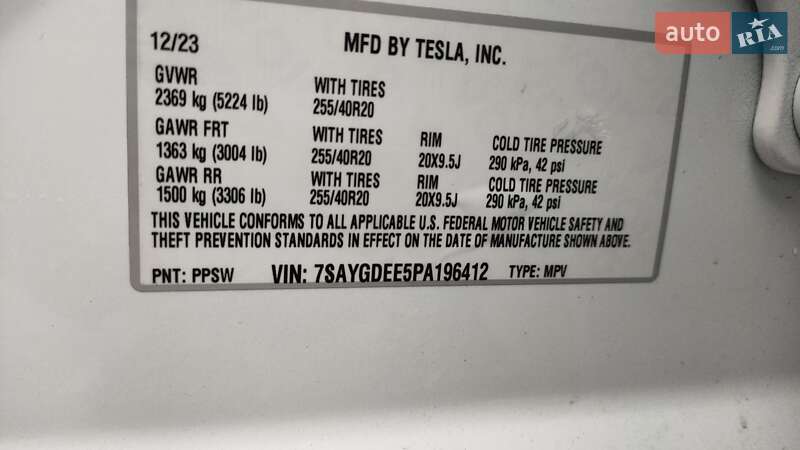 auto RIA.com
12/23 MFD BY TESLA, INC.
GVWR
2369 kg (5224 lb) WITH TIRES
255/40R20
GAWR FRT
1363 kg (3004 lb) WITH TIRES
255/40R20 RIM
20X9.5J COLD TIRE PRESSURE
290 kPa, 42 psi
GAWR RR
1500 kg (3306 lb) WITH TIRES
255/40R20 RIM
20X9.5J COLD TIRE PRESSURE
290 kPa, 42 psi
THIS VEHICLE CONFORMS TO ALL APPLICABLE U.S. FEDERAL MOTOR VEHICLE SAFETY AND
THEFT PREVENTION STANDARDS IN EFFECT ON THE DATE OF MANUFACTURE SHOWN ABOVE.
PNT: PPSW VIN: 7SAYGDEE5PA196412 TYPE: MPV